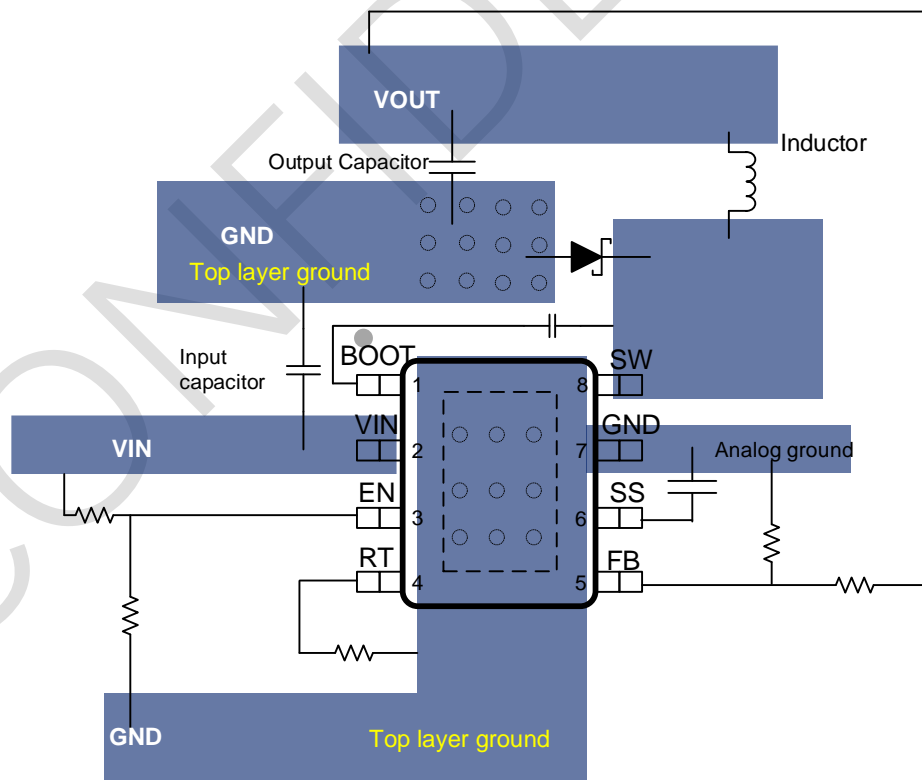 VOUT
Inductor
Output Capacitor
GND
Top layer ground
BOOT
SW
Input
capacitor
1
8
VIN
GND
VIN
2
7
Analog ground
EN
SS
3
6
RT
FB
4
5
GND
Top layer ground
CONFIDE